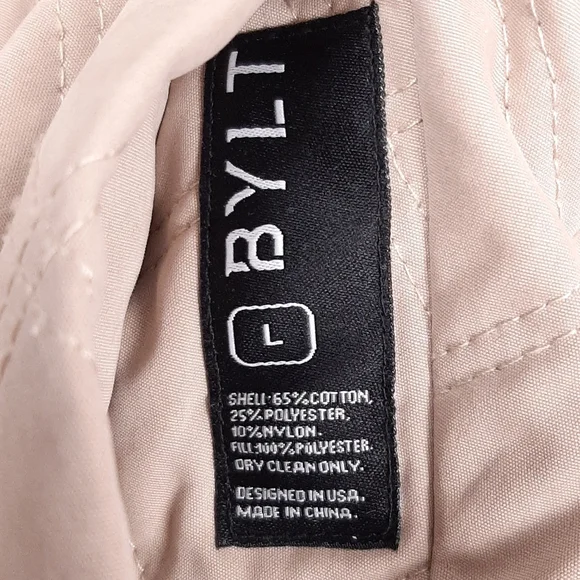 BYLT
L
SHELL:65%COTTON,
25%POLYESTER,
10%NYLON.
FILL:100%POLYESTER.
DRY CLEAN ONLY.
DESIGNED IN USA.
MADE IN CHINA.